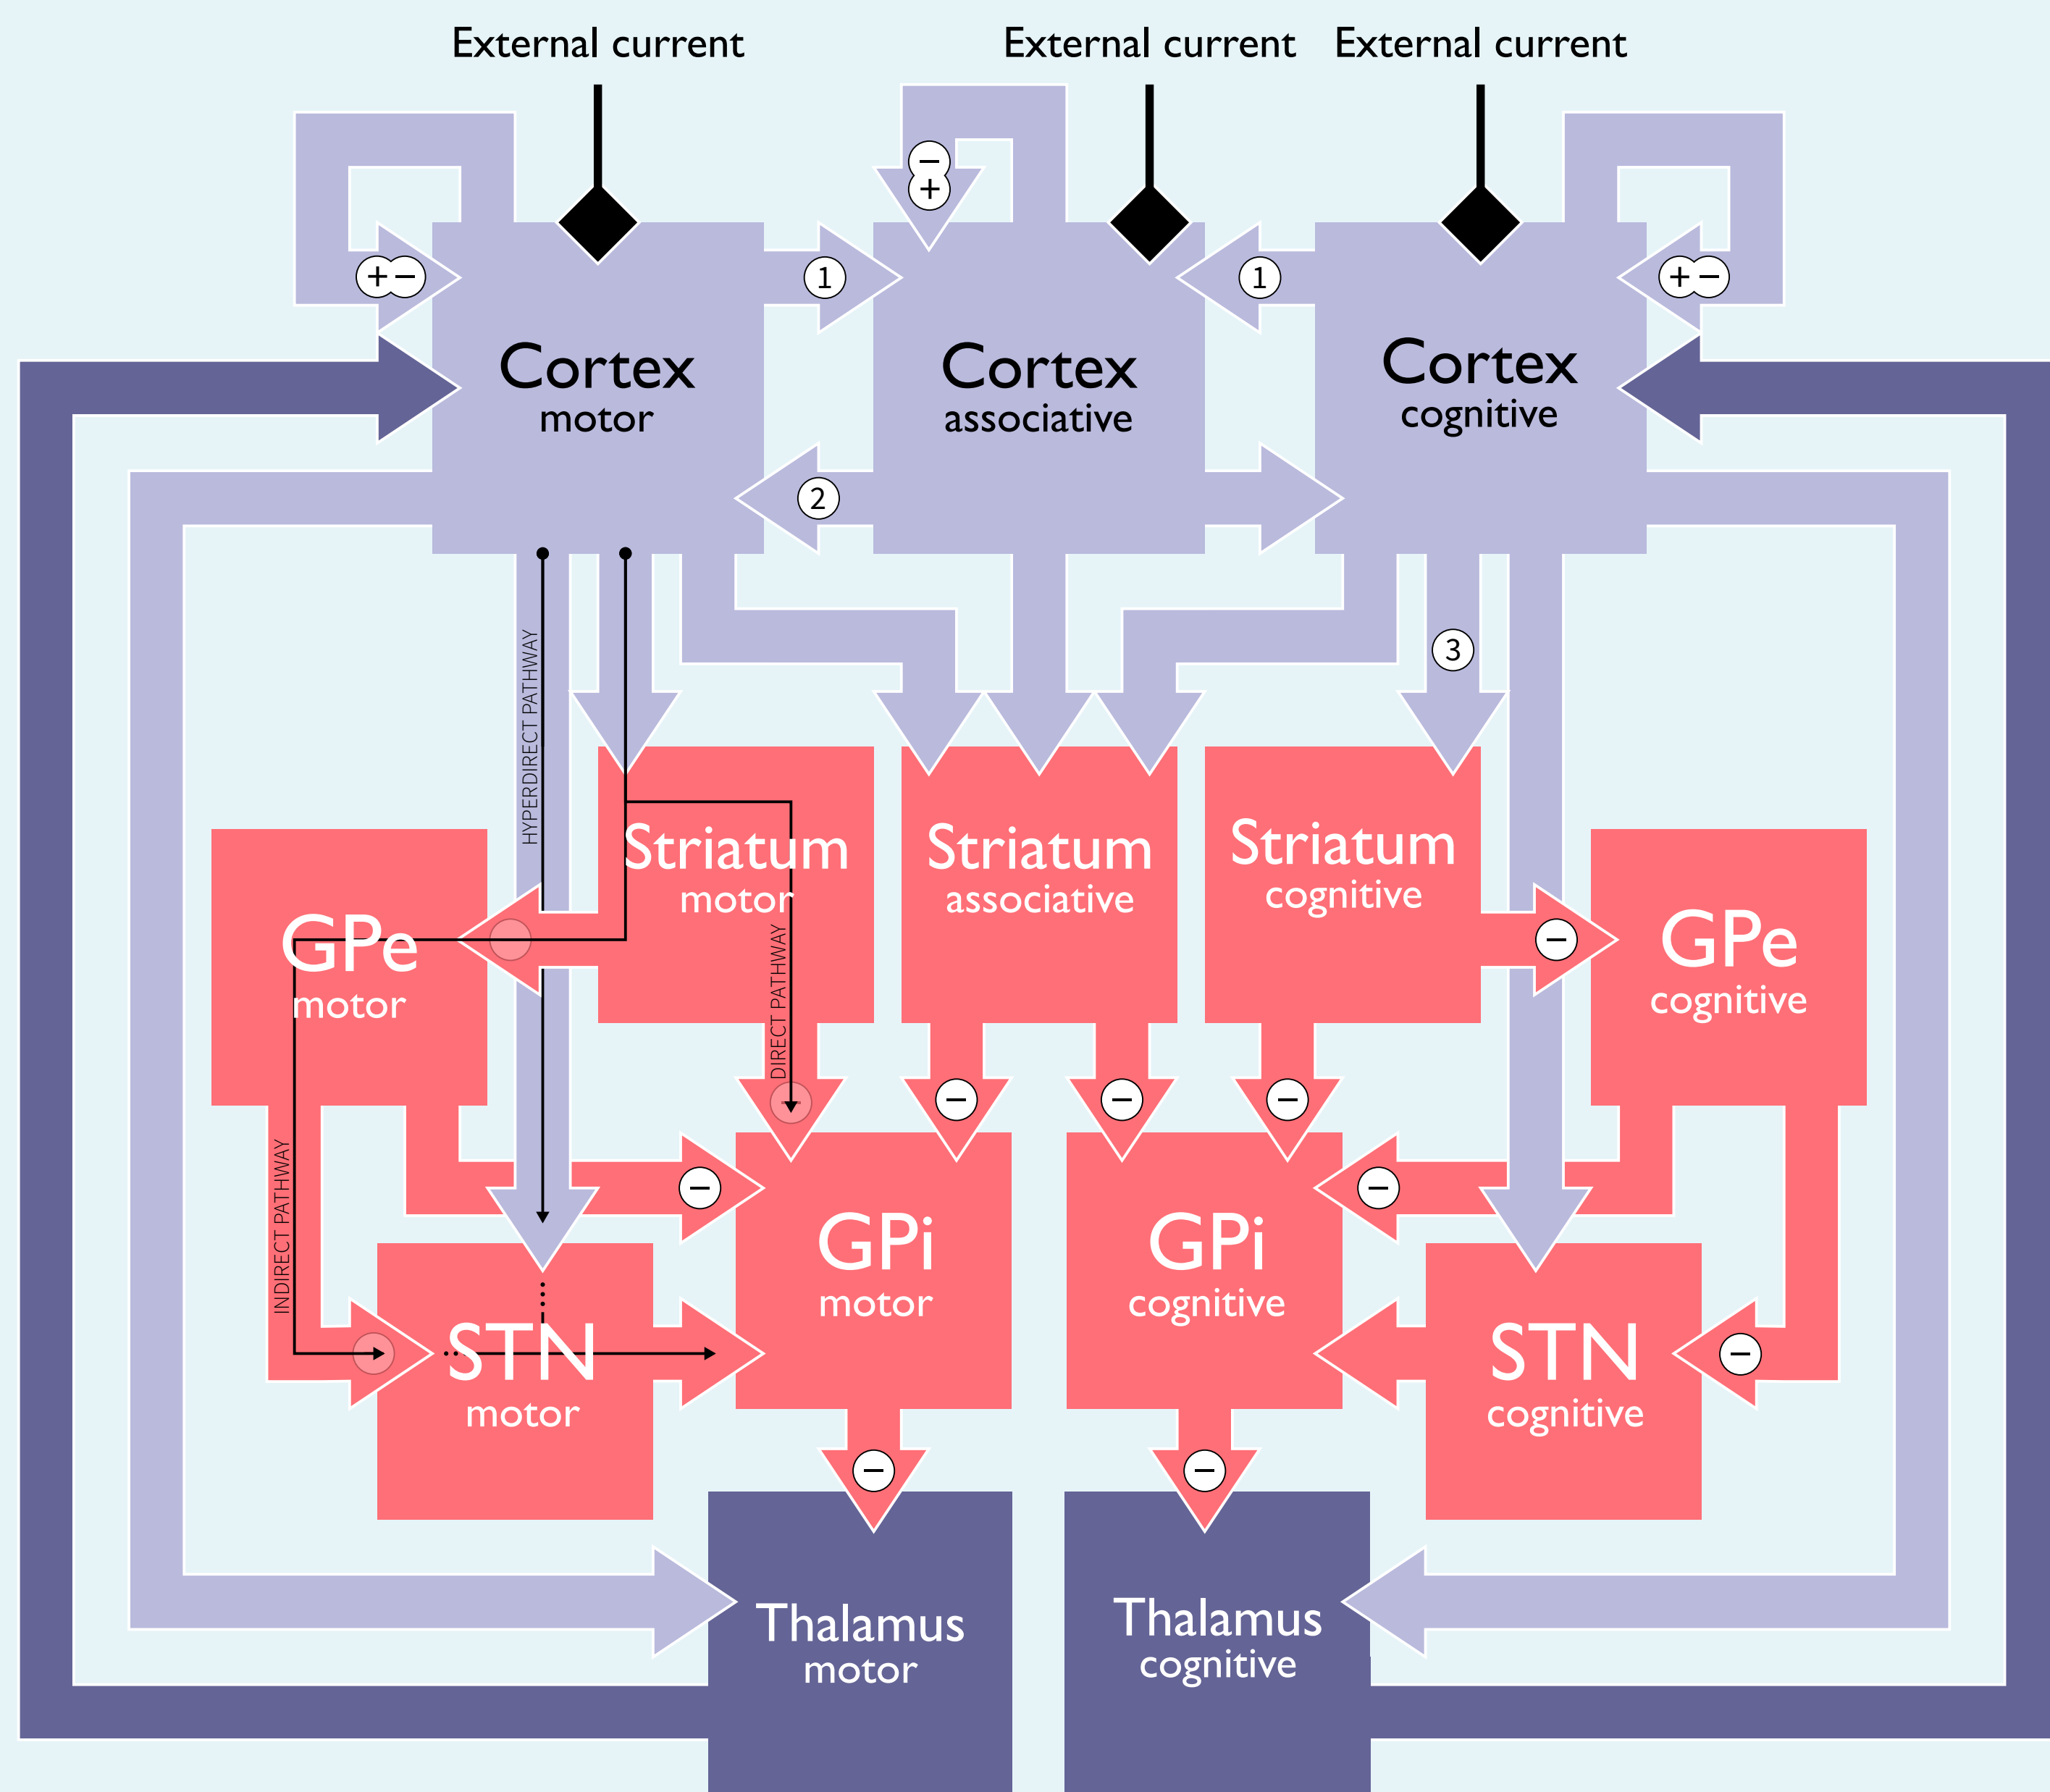 External current
External current
External current
−
+
+ −
1
1
+ −
Cortex
motor
Cortex
associative
Cortex
cognitive
2
3
HYPERDIRECT PATHWAY
Striatum
motor
Striatum
associative
Striatum
cognitive
GPe
motor
−
GPe
cognitive
DIRECT PATHWAY
−
−
−
−
INDIRECT PATHWAY
−
−
GPi
motor
GPi
cognitive
STN
motor
STN
cognitive
−
−
−
Thalamus
motor
Thalamus
cognitive